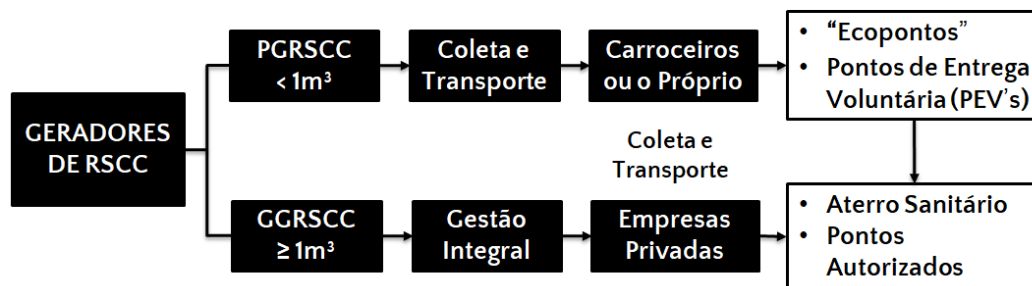 GERADORES
DE RSCC
PGRSCC
< 1m³
Coleta e
Transporte
Carroceiros
ou o Próprio
• “Ecopontos”
• Pontos de Entrega
Voluntária (PEV's)
Coleta e
Transporte
GGRSCC
≥ 1m³
Gestão
Integral
Empresas
Privadas
• Aterro Sanitário
• Pontos
Autorizados